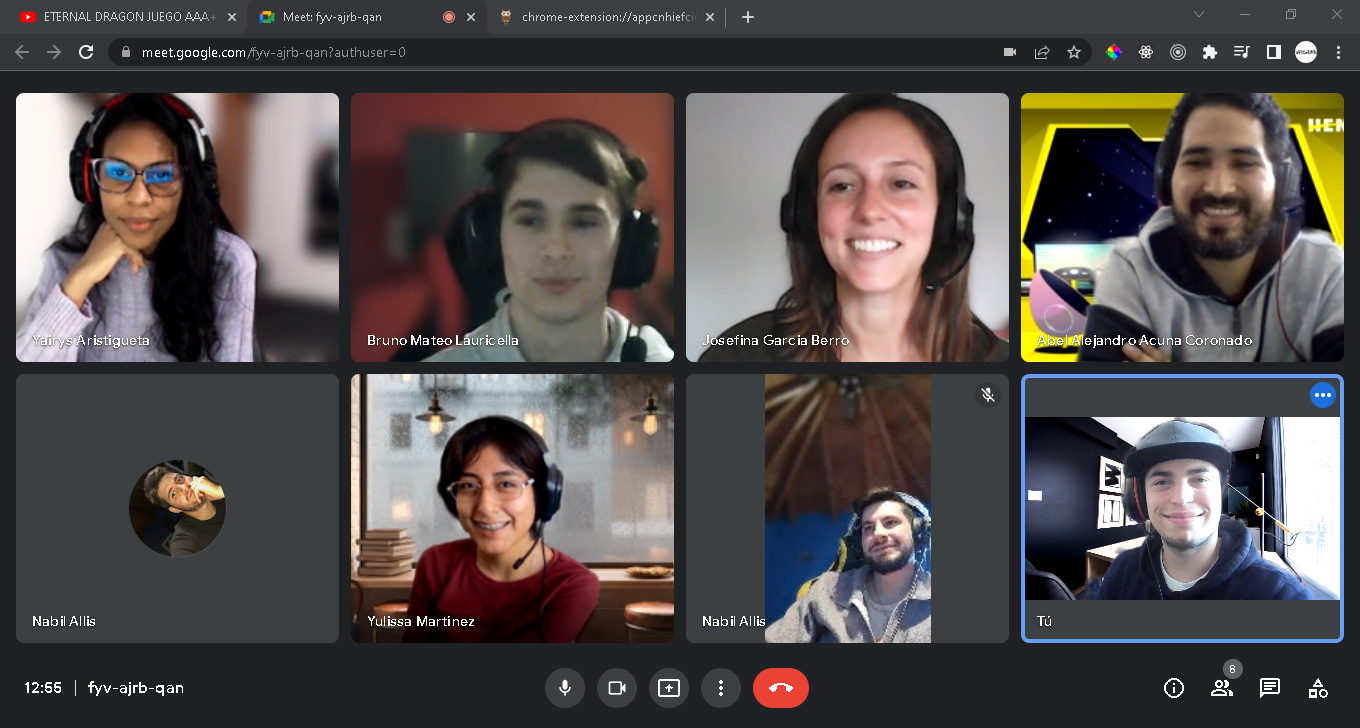 ETERNAL DRAGON JUEGO AAA+
Meet: fyv-ajrb-qan
chrome-extension://appcnhiefci
meet.google.com/fyv-ajrb-qan?authuser=0
HEN
Yairys Aristigueta
Bruno Mateo Lauricella
Josefina Garcia Berro
Abel Alejandro Acuna Coronado
Nabil Allis
Yulissa Martinez
Nabil Allis
Tú
8
12:55
fyv-ajrb-qan